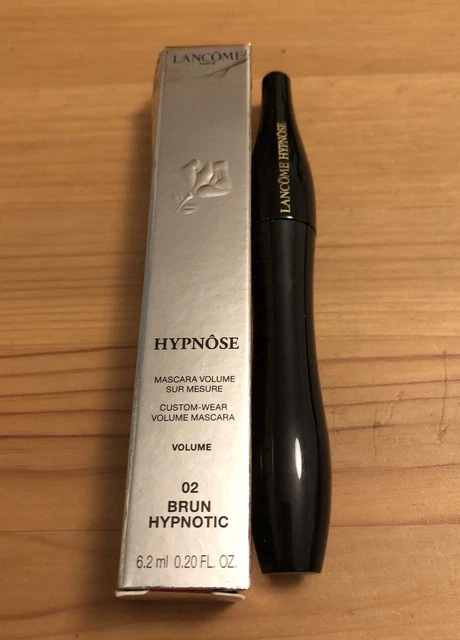 LANCÔME
PARIS
HYPNÔSE
MASCARA VOLUME
SUR MESURE
CUSTOM-WEAR
VOLUME MASCARA
VOLUME
02
BRUN
HYPNOTIC
6.2 ml 0.20 FL. OZ.
LANCÔME HYPNÔSE